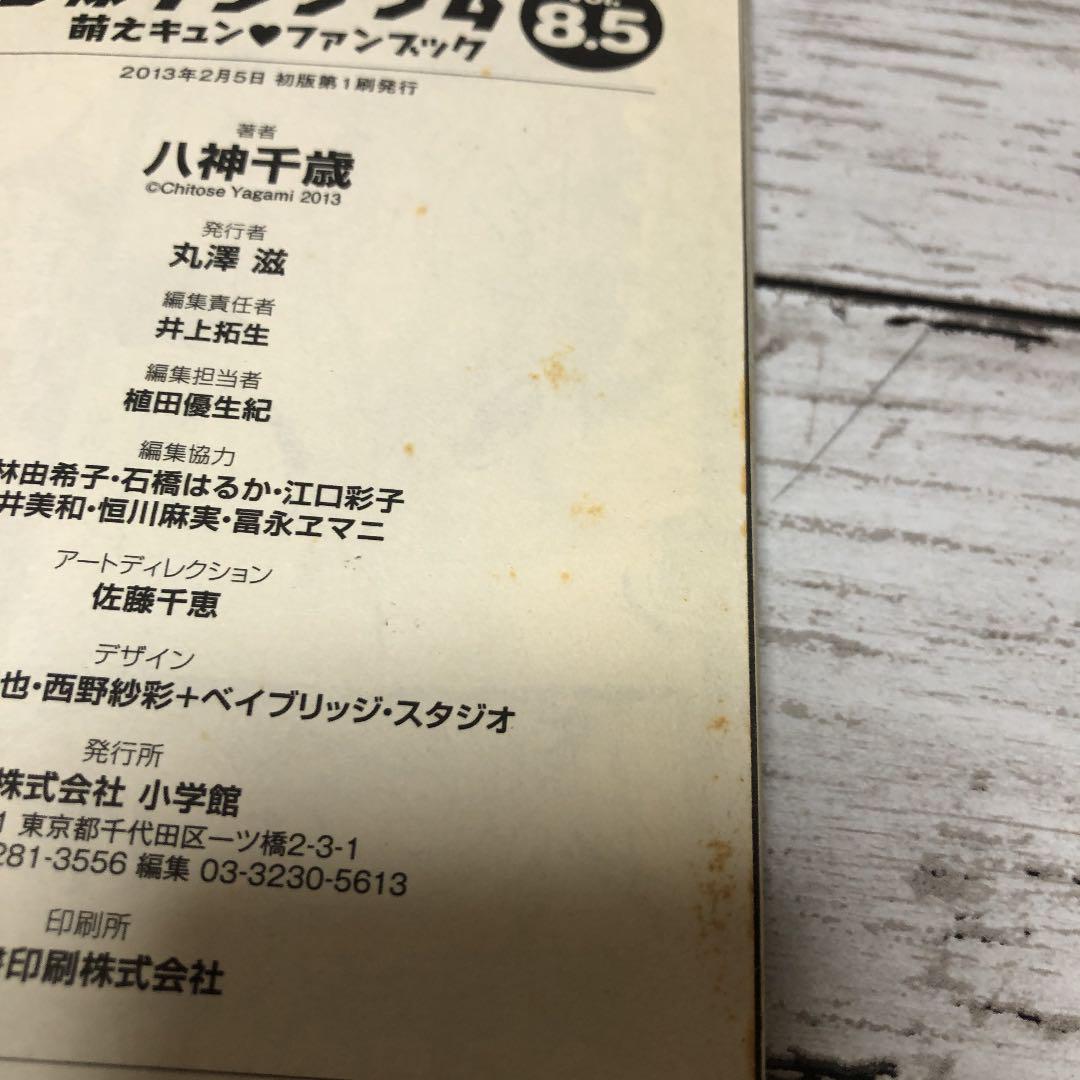 vol.
8.5
萌えキュン♥ファンブック
2013年2月5日 初版第1刷発行
著者
八神千歳
©Chitose Yagami 2013
発行者
丸澤 滋
編集責任者
井上拓生
編集担当者
植田優生紀
編集協力
林由希子・石橋はるか・江口彩子
井美和・恒川麻実・冨永ヱマニ
アートディレクション
佐藤千恵
デザイン
也・西野紗彩+ベイブリッジ・スタジオ
発行所
株式会社 小学館
1 東京都千代田区一ツ橋2-3-1
281-3556 編集 03-3230-5613
印刷所
印刷株式会社